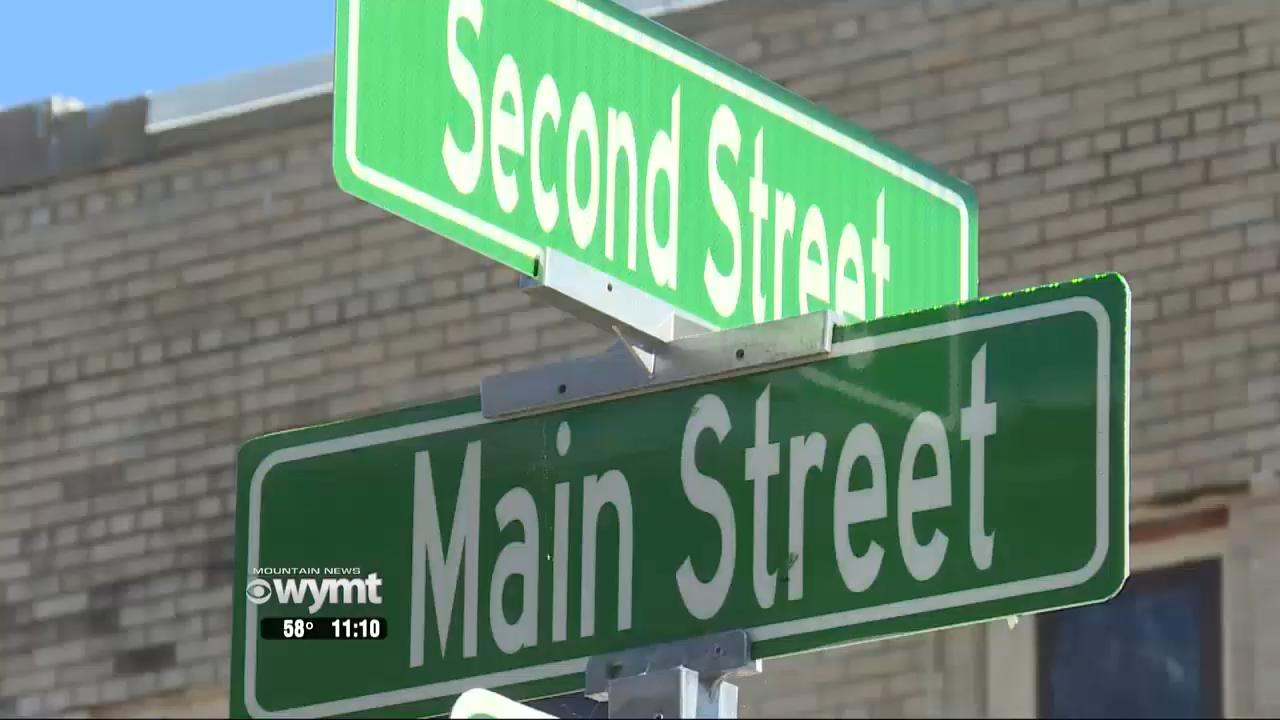 Second Street
Main Street
MOUNTAIN NEWS
wymt
58° 11:10